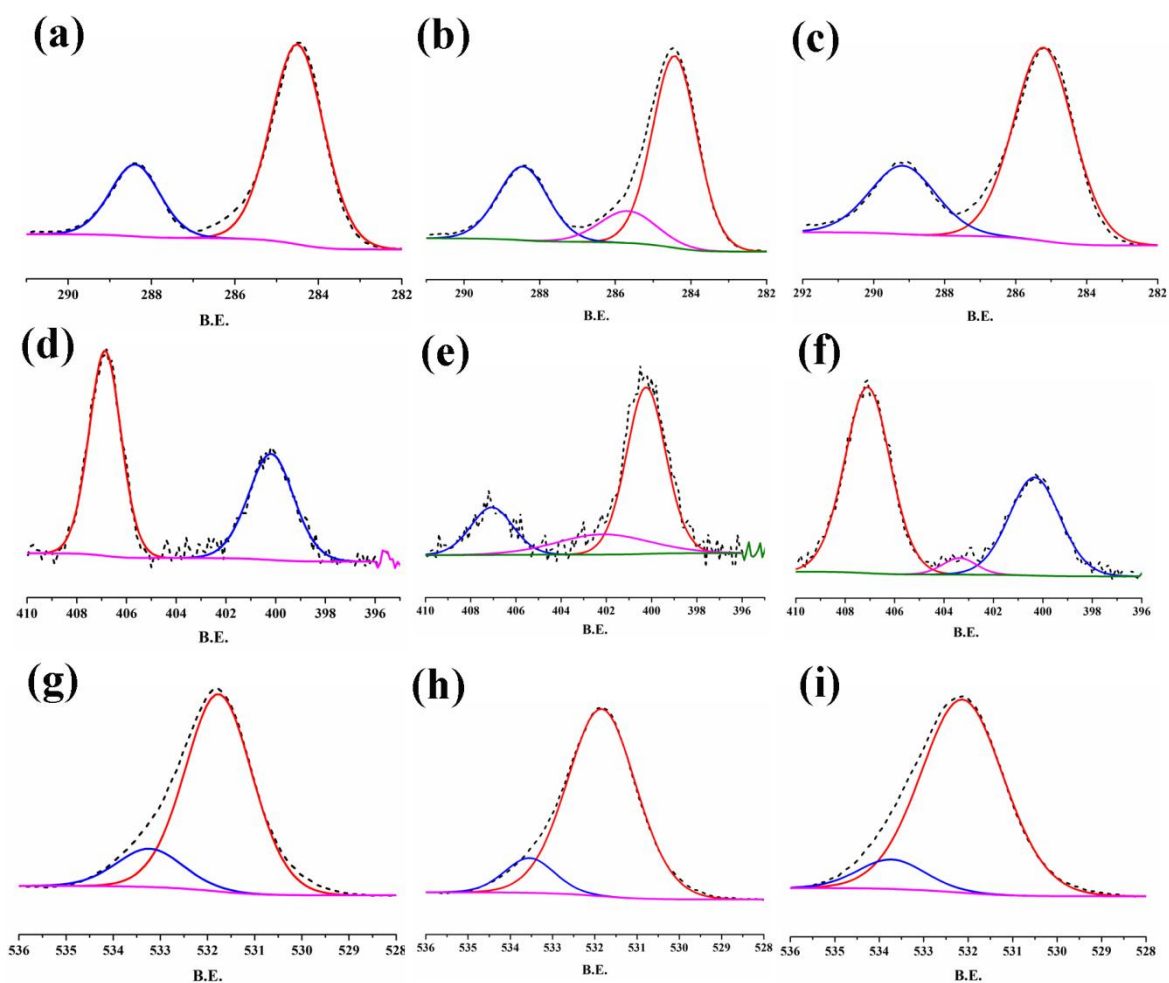 (a) (b) (c)
290 288 286 284 282 290 288 286 284 282 292 290 288 286 284 282
B.E. B.E. B.E.
(d) (e) (f)
410 408 406 404 402 400 398 396 410 408 406 404 402 400 398 396 410 408 406 404 402 400 398 396
B.E. B.E. B.E.
(g) (h) (i)
536 535 534 533 532 531 530 529 528 536 535 534 533 532 531 530 529 528 536 535 534 533 532 531 530 529 528
B.E. B.E. B.E.